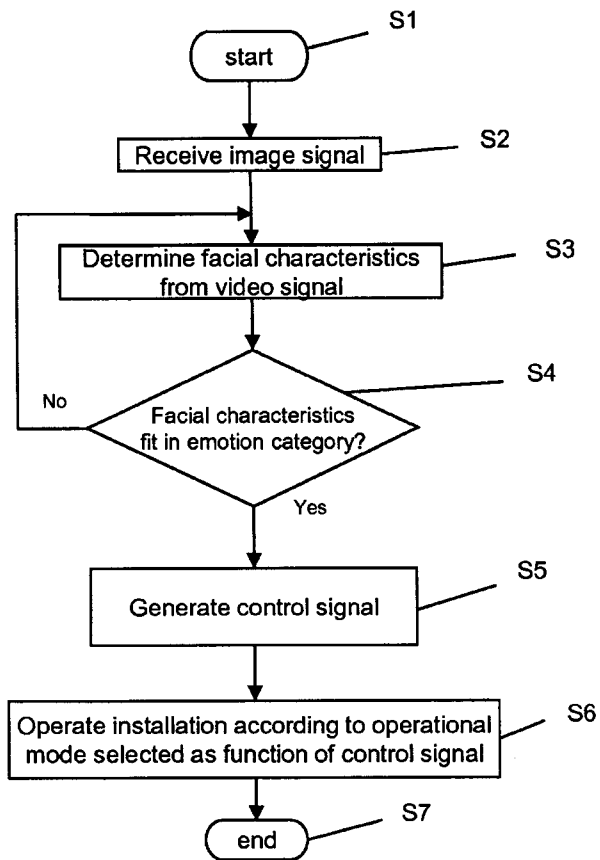 S1
start
S2
Receive image signal
S3
Determine facial characteristics
from video signal
S4
No
Facial characteristics
fit in emotion category?
Yes
S5
Generate control signal
S6
Operate installation according to operational
mode selected as function of control signal
S7
end